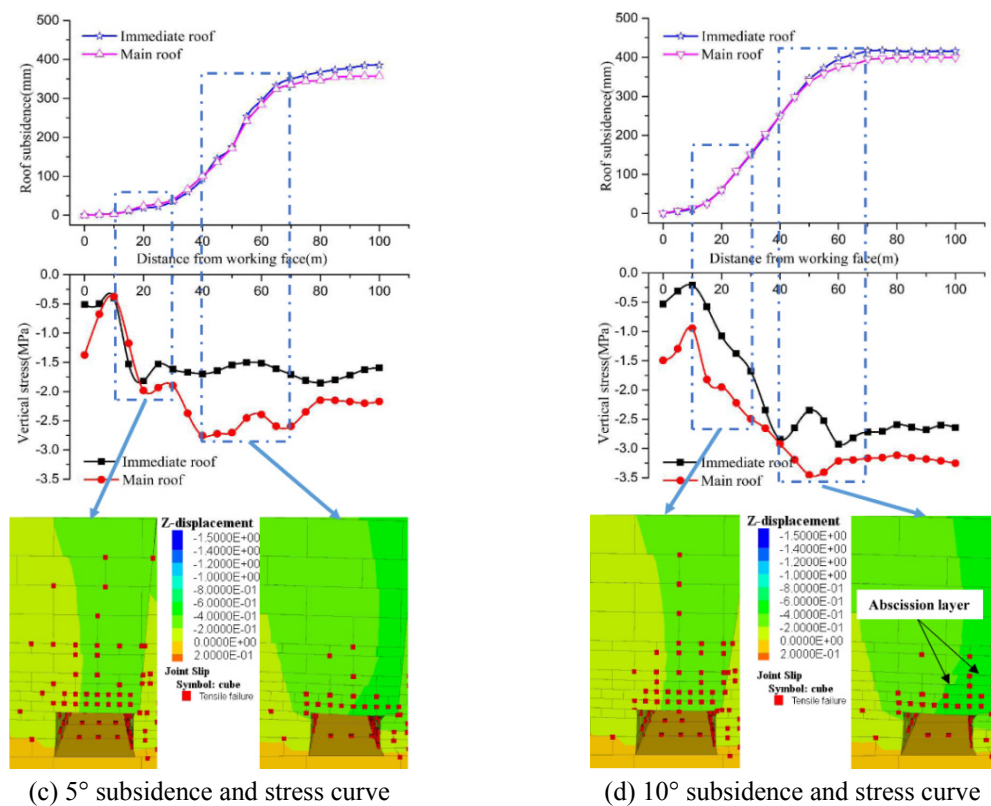 500
400
300
200
100
0
Roof subsidence(mm)
Immediate roof
Main roof
0 20 40 60 80 100
Distance from working face(m)
0.0
-0.5
-1.0
-1.5
-2.0
-2.5
-3.0
-3.5
Vertical stress(MPa)
0 20 40 60 80 100
Immediate roof
Main roof
Z-displacement
-1.5000E+00
-1.4000E+00
-1.2000E+00
-1.0000E+00
-8.0000E-01
-6.0000E-01
-4.0000E-01
-2.0000E-01
0.0000E+00
2.0000E-01
Joint Slip
Symbol: cube
Tensile failure
(c) 5° subsidence and stress curve
500
400
300
200
100
0
Roof subsidence(mm)
Immediate roof
Main roof
0 20 40 60 80 100
Distance from working face(m)
0.0
-0.5
-1.0
-1.5
-2.0
-2.5
-3.0
-3.5
Vertical stress(MPa)
0 20 40 60 80 100
Immediate roof
Main roof
Z-displacement
-1.5000E+00
-1.4000E+00
-1.2000E+00
-1.0000E+00
-8.0000E-01
-6.0000E-01
-4.0000E-01
-2.0000E-01
0.0000E+00
2.0000E-01
Joint Slip
Symbol: cube
Tensile failure
Abscission layer
(d) 10° subsidence and stress curve